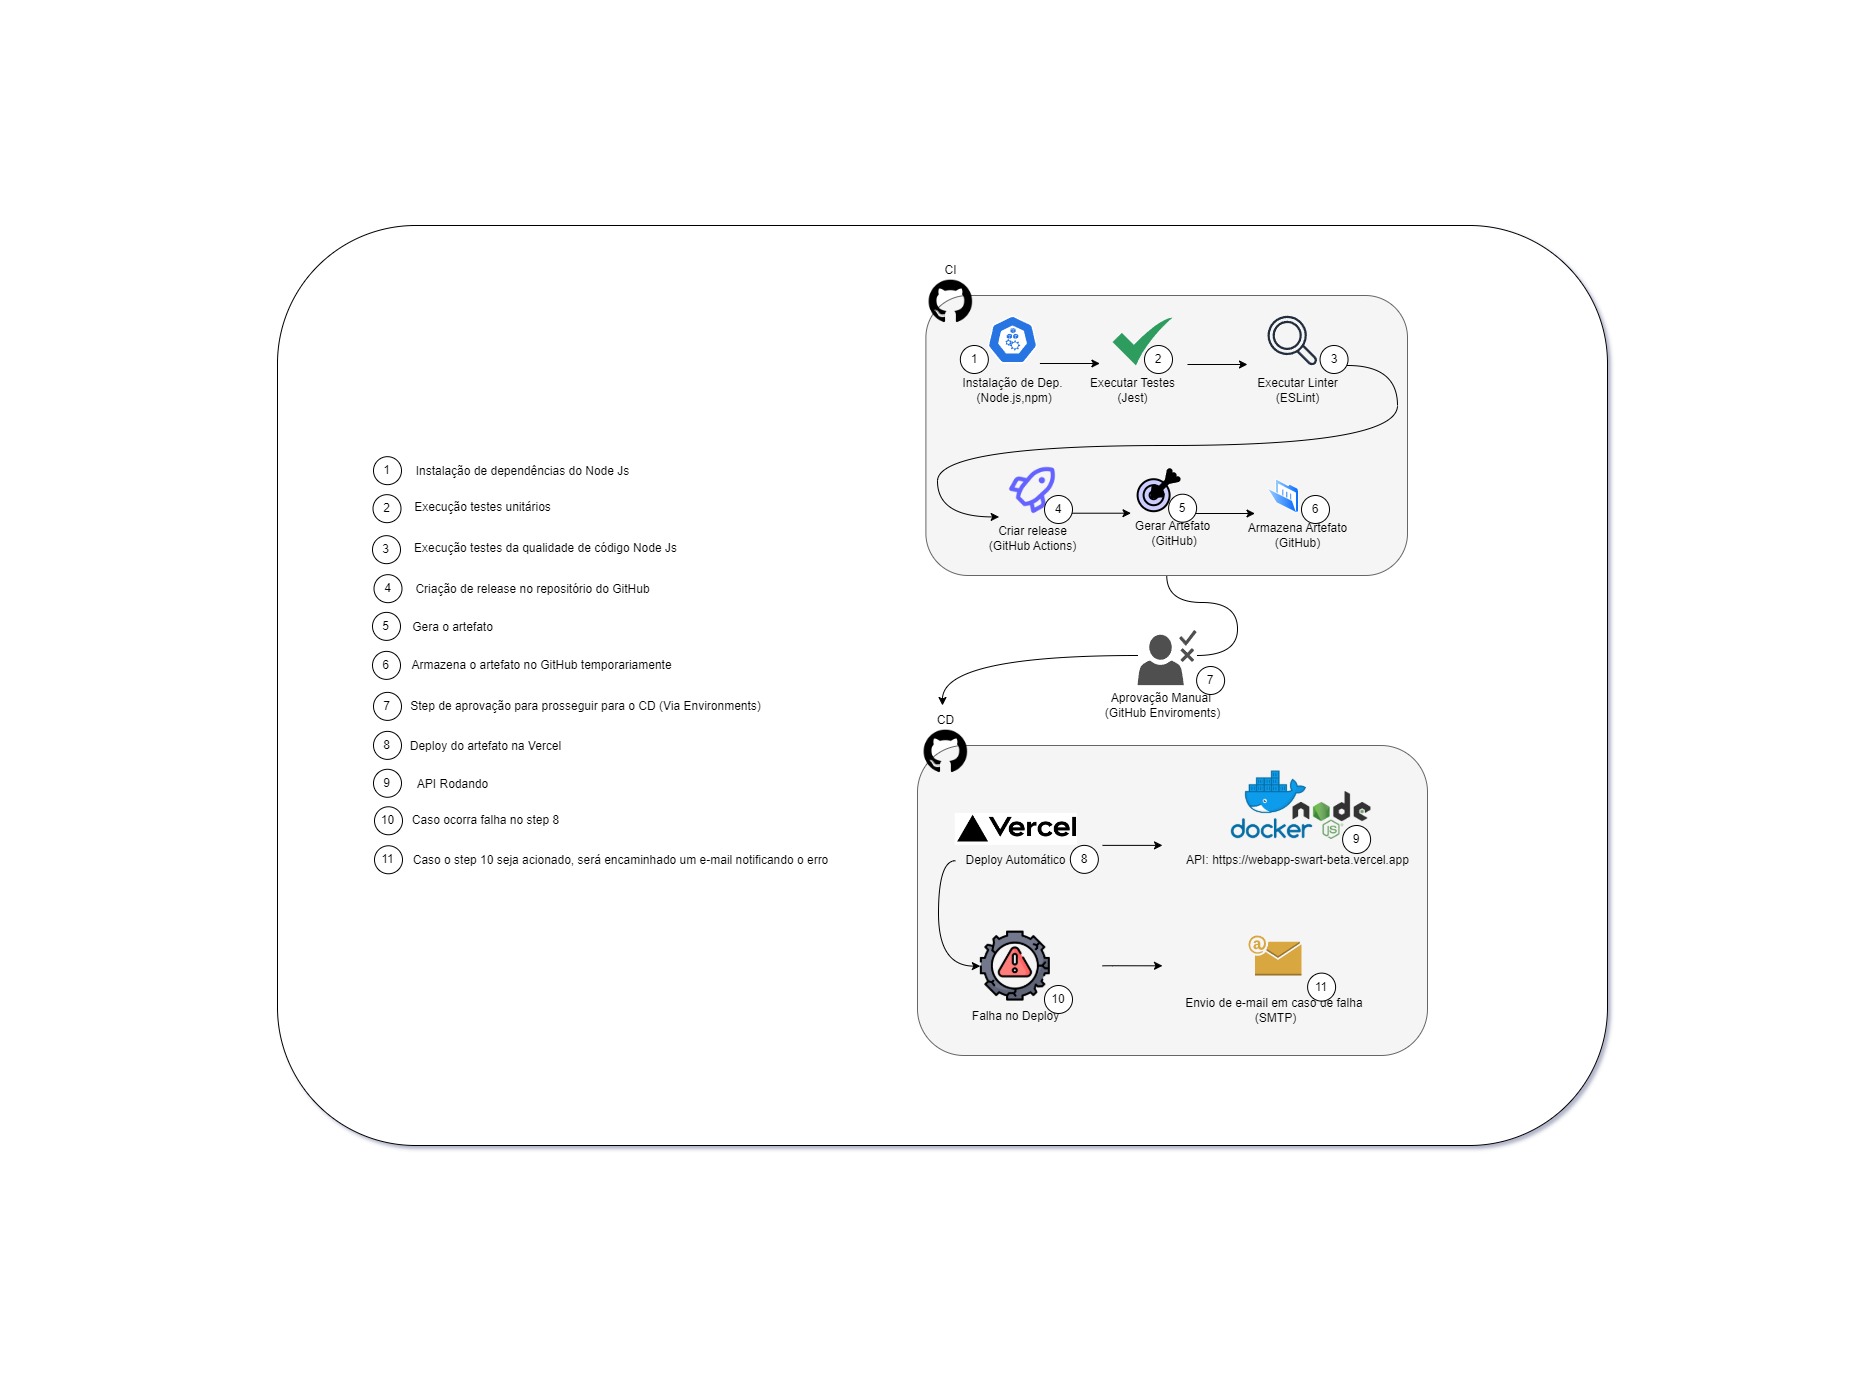 1 Instalação de dependências do Node Js
2 Execução testes unitários
3 Execução testes da qualidade de código Node Js
4 Criação de release no repositório do GitHub
5 Gera o artefato
6 Armazena o artefato no GitHub temporariamente
7 Step de aprovação para prosseguir para o CD (Via Environments)
8 Deploy do artefato na Vercel
9 API Rodando
10 Caso ocorra falha no step 8
11 Caso o step 10 seja acionado, será encaminhado um e-mail notificando o erro
CI
1
Instalação de Dep.
(Node.js,npm)
2
Executar Testes
(Jest)
3
Executar Linter
(ESLint)
4
Criar release
(GitHub Actions)
5
Gerar Artefato
(GitHub)
6
Armazena Artefato
(GitHub)
7
Aprovação Manual
(GitHub Enviroments)
CD
Vercel
Deploy Automático
8
docker
node
JS
9
API: https://webapp-swart-beta.vercel.app
10
Falha no Deploy
@
11
Envio de e-mail em caso de falha
(SMTP)